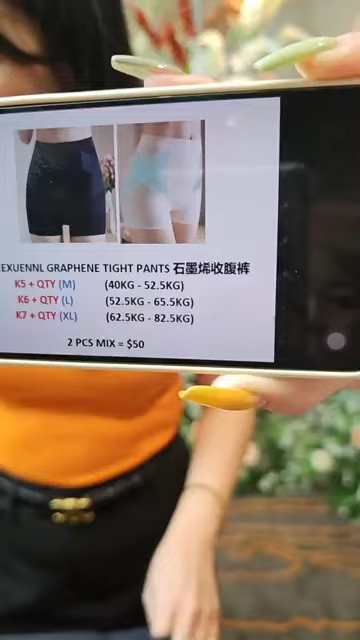 EXUENNL GRAPHENE TIGHT PANTS 石墨烯收腹裤
K5 + QTY (M) (40KG - 52.5KG)
K6 + QTY (L) (52.5KG - 65.5KG)
K7 + QTY (XL) (62.5KG - 82.5KG)
2 PCS MIX = $50